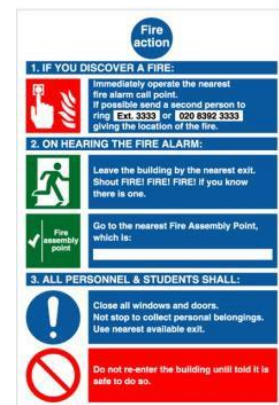 Fire
action
1. IF YOU DISCOVER A FIRE:
Immediately operate the nearest
fire alarm call point.
If possible send a second person to
ring Ext. 3333 or 020 8392 3333
giving the location of the fire.
2. ON HEARING THE FIRE ALARM:
Leave the building by the nearest exit.
Shout FIRE! FIRE! FIRE! if you know
there is one.
Fire
assembly
point
Go to the nearest Fire Assembly Point,
which is:
3. ALL PERSONNEL & STUDENTS SHALL:
Close all windows and doors.
Not stop to collect personal belongings.
Use nearest available exit.
Do not re-enter the building until told it is
safe to do so.